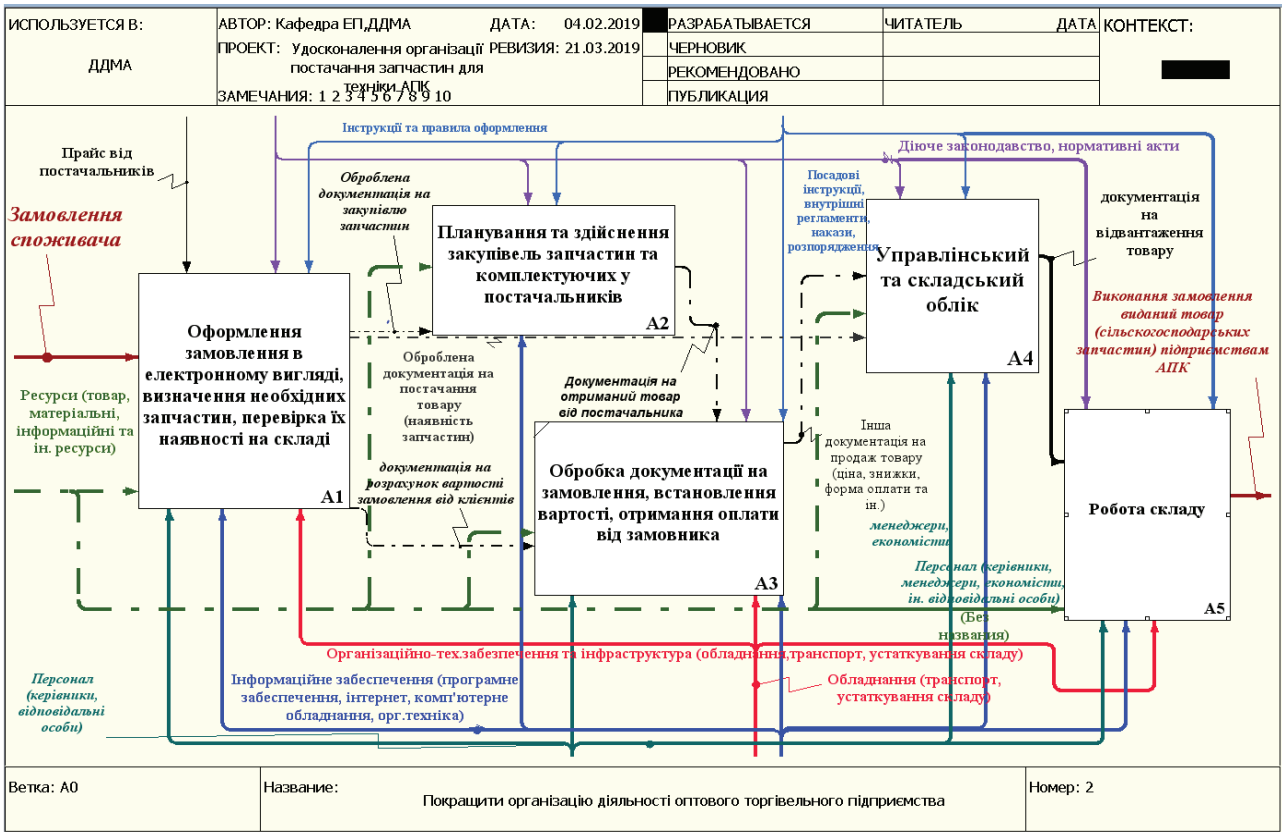 ИСПОЛЬЗУЕТСЯ В:
ДДМА
АВТОР: Кафедра ЕП,ДДМА
ДАТА: 04.02.2019
ПРОЕКТ: Удосконалення організації
постачання запчастин для
техніки АПК
РЕВИЗИЯ: 21.03.2019
ЗАМЕЧАНИЯ: 1 2 3 4 5 6 7 8 9 10
РАЗРАБАТЫВАЕТСЯ
ЧЕРНОВИК
РЕКОМЕНДОВАНО
ПУБЛИКАЦИЯ
ЧИТАТЕЛЬ
ДАТА
КОНТЕКСТ:
Інструкції та правила оформлення
Діюче законодавство, нормативні акти
Прайс від
постачальників
Оброблена
документація на
закупівлю
запчастин
Посадові
інструкції,
внутрішні
регламенти,
накази,
розпорядження
документація
на
відвантаження
товару
Замовлення
споживача
Планування та здійснення
закупівель запчастин та
комплектуючих у
постачальників
A2
Управлінський
та складський
облік
A4
Виконання замовлення
виданий товар
(сільскогосподарських
запчастин) підприємствам
АПК
Оформлення
замовлення в
електронному вигляді,
визначення необхідних
запчастин, перевірка їх
наявності на складі
A1
Ресурси (товар,
матеріальні,
інформаційні та
ін. ресурси)
Оброблена
документація на
постачання
товару
(наявність
запчастин)
Документація на
отриманий товар
від постачальника
документація на
розрахунок вартості
замовлення від клієнтів
Обробка документації на
замовлення, встановлення
вартості, отримання оплати
від замовника
A3
Інша
документація на
продаж товару
(ціна, знижки,
форма оплати та
ін.)
менеджери,
економісти
Робота складу
A5
Персонал (керівники,
менеджери, економісти,
ін. відповідальні особи)
(Без
названия)
Організаційно-тех.забезпечення та інфраструктура (обладнання,транспорт, устаткування складу)
Персонал
(керівники,
відповідальні
особи)
Інформаційне забезпечення (програмне
забезпечення, інтернет, комп'ютерне
обладнання, орг.техніка)
Обладнання (транспорт,
устаткування складу)
Ветка: A0
Название:
Покращити організацію діяльності оптового торгівельного підприємства
Номер: 2